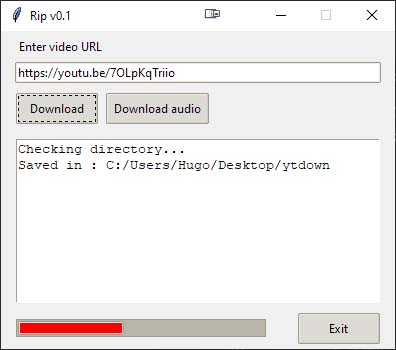 Rip v0.1
Enter video URL
https://youtu.be/7OLpKqTriio
Download Download audio
Checking directory...
Saved in : C:/Users/Hugo/Desktop/ytdown
Exit